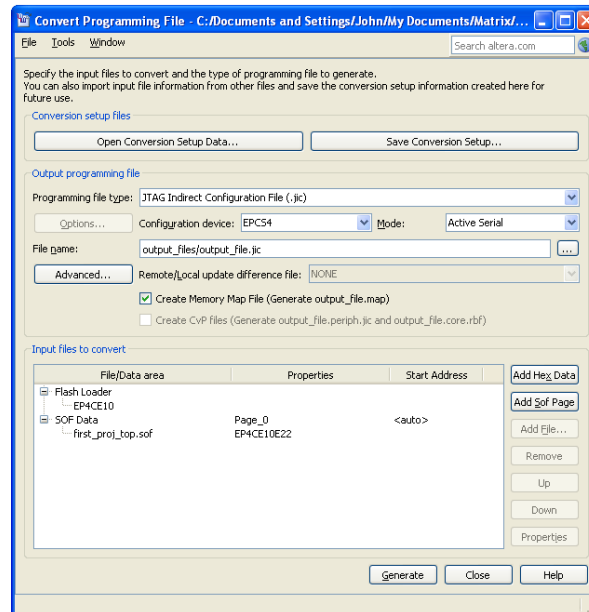 Convert Programming File - C:/Documents and Settings/John/My Documents/Matrix/...
File Tools Window
Search altera.com
Specify the input files to convert and the type of programming file to generate.
You can also import input file information from other files and save the conversion setup information created here for
future use.
Conversion setup files
Open Conversion Setup Data... Save Conversion Setup...
Output programming file
Programming file type: JTAG Indirect Configuration File (.jic)
Options... Configuration device: EPCS4 Mode: Active Serial
File name: output_files/output_file.jic ...
Advanced... Remote/Local update difference file: NONE
Create Memory Map File (Generate output_file.map)
Create CvP files (Generate output_file.periph.jic and output_file.core.rbf)
Input files to convert
File/Data area Properties Start Address
Add Hex Data
Flash Loader
EP4CE10
Add Sof Page
SOF Data Page_0 <auto>
first_proj_top.sof EP4CE10E22
Add File...
Remove
Up
Down
Properties
Generate Close Help